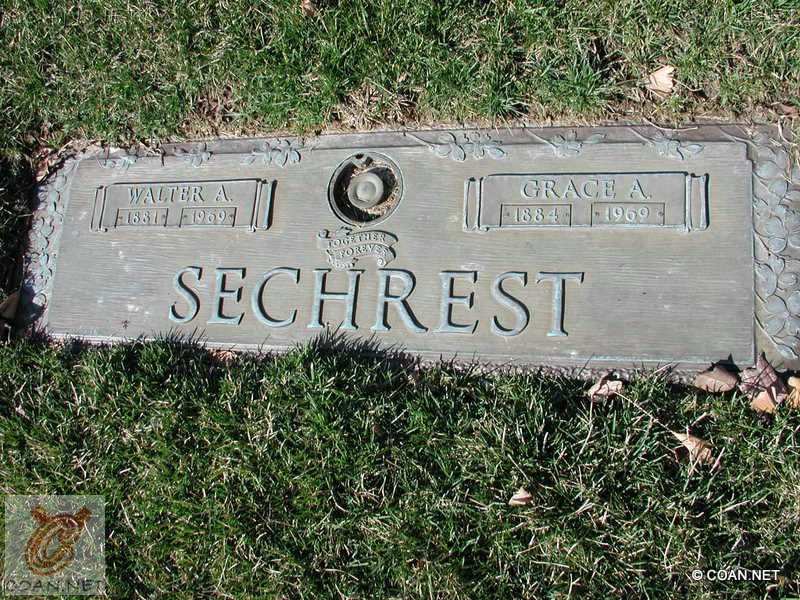 WALTER A.
1881 1969
GRACE A.
1884 1969
TOGETHER
FOREVER
SECHREST
COAN.NET
© COAN.NET